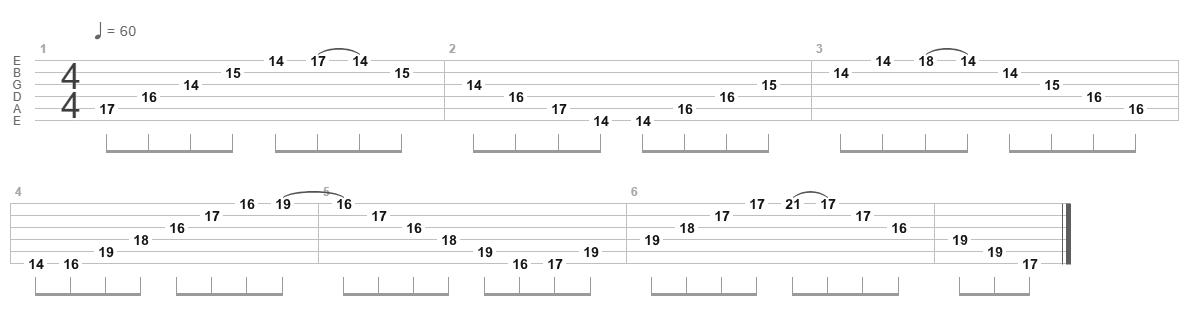 = 60
1 2 3
E 14 17 14 14 18 14
B 4 15 15 14 14
G 14 14 15 15
D 4 16 16 16 16
A 17 17 16 16
E 14 14
4 5 6
16 19 16 17 21 17
17 17 17 17
16 16 18 16
18 18 19 19
19 19 19 19
14 16 16 17 17